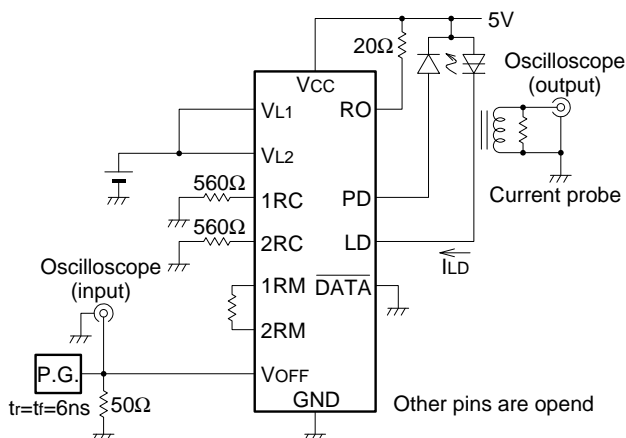 5V
20Ω
Oscilloscope
(output)
VCC
VL1
RO
VL2
560Ω
1RC
PD
Current probe
560Ω
2RC
LD
ILD
Oscilloscope
(input)
1RM
DATA
2RM
P.G.
VOFF
tr=tf=6ns
50Ω
GND
Other pins are opend